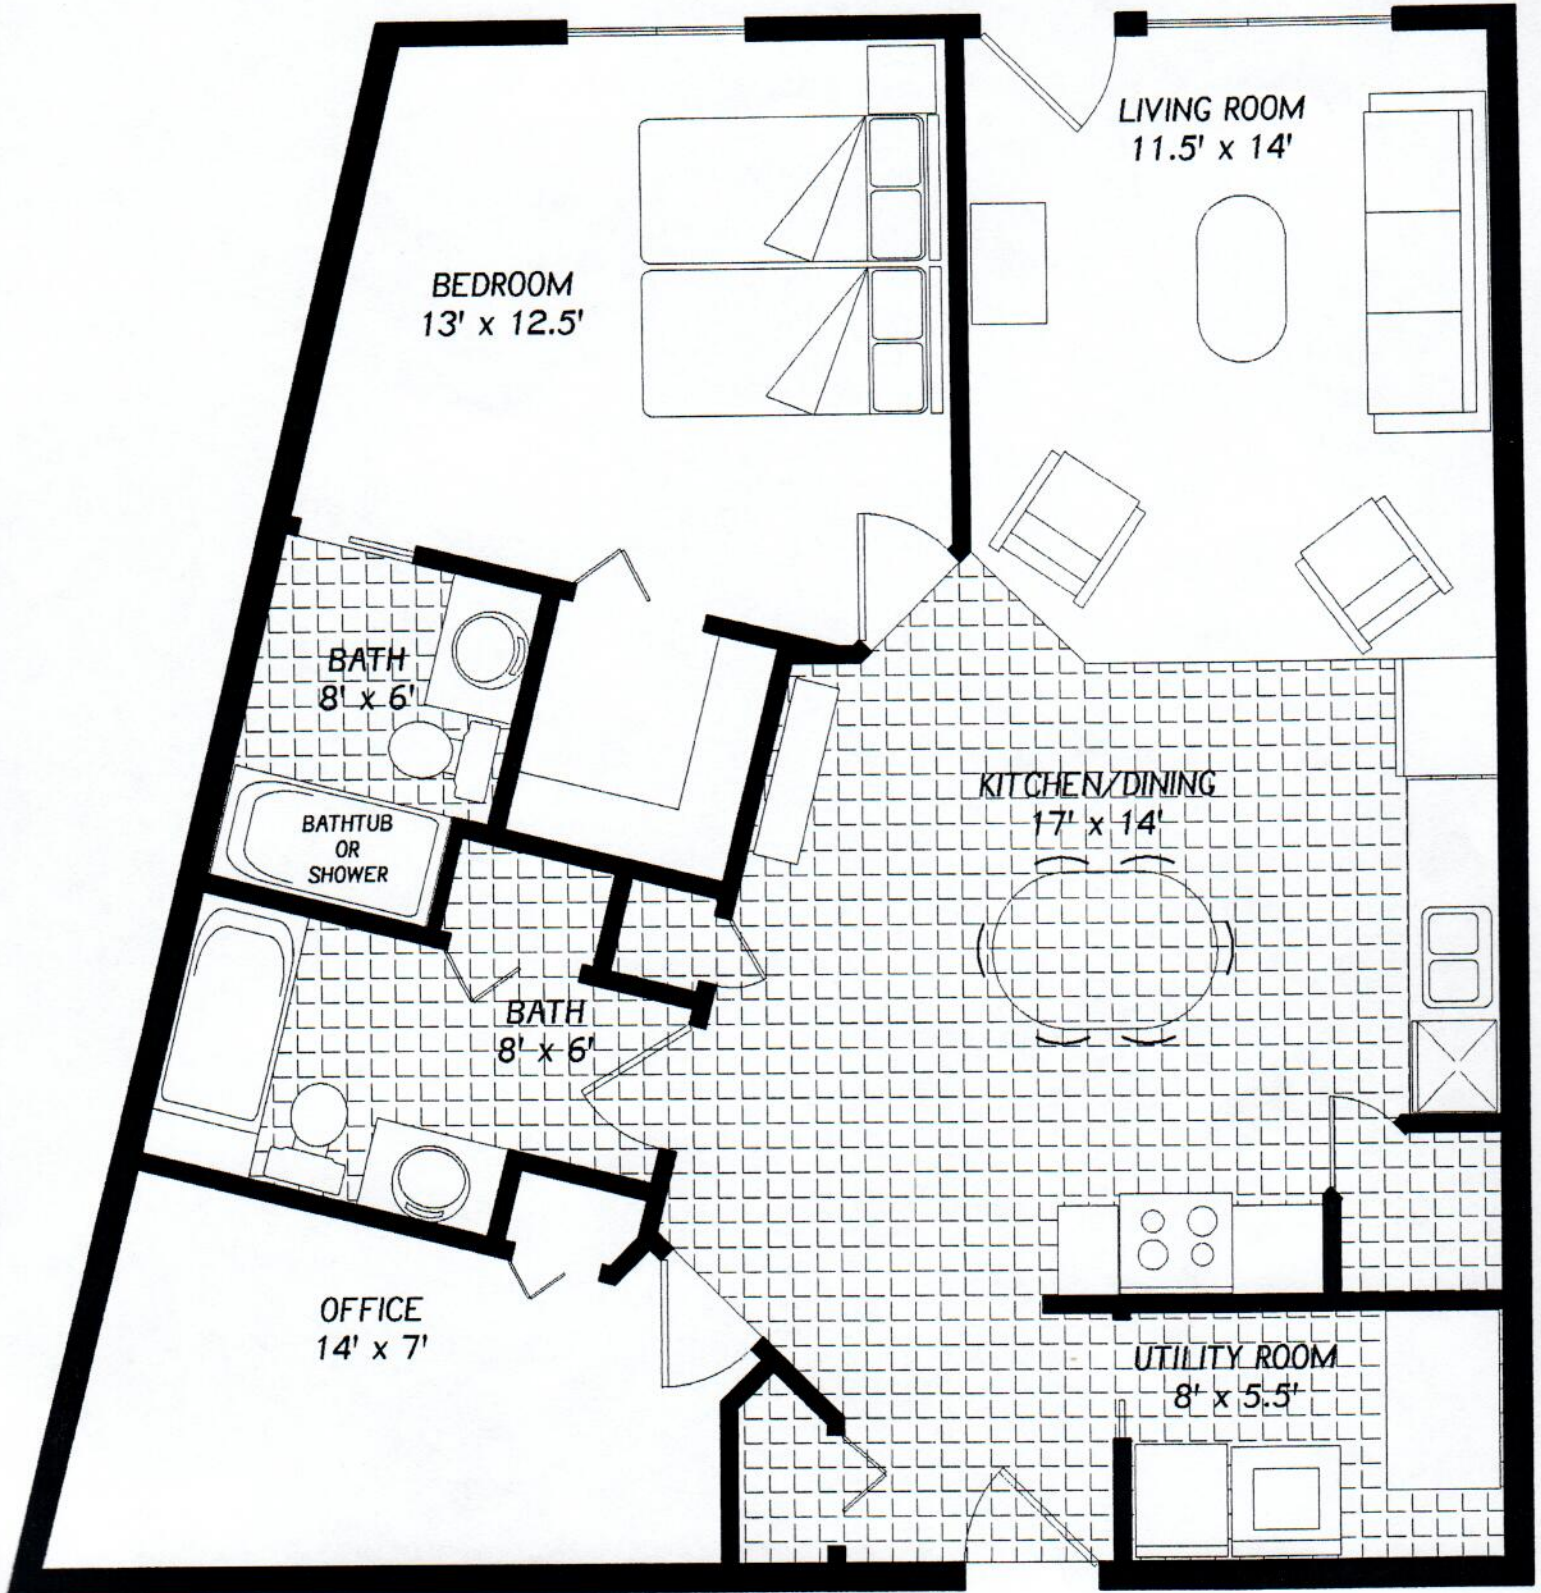 LIVING ROOM
11.5' x 14'
BEDROOM
13' x 12.5'
BATH
8' x 6'
KITCHEN/DINING
17' x 14'
BATHTUB
OR
SHOWER
BATH
8' x 6'
OFFICE
14' x 7'
UTILITY ROOM
8' x 5.5'